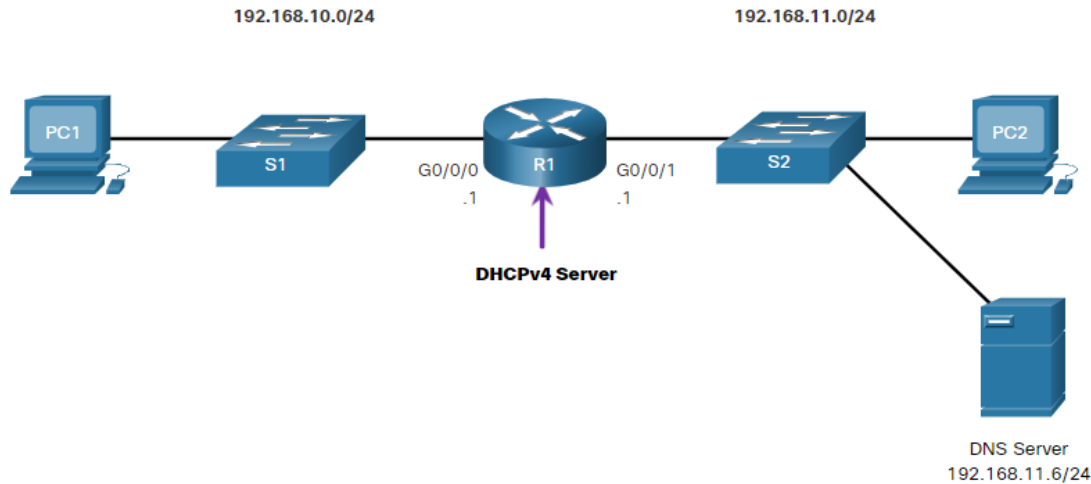 192.168.10.0/24
192.168.11.0/24
PC1
S1
G0/0/0
.1
R1
G0/0/1
.1
S2
PC2
DHCPv4 Server
DNS Server
192.168.11.6/24